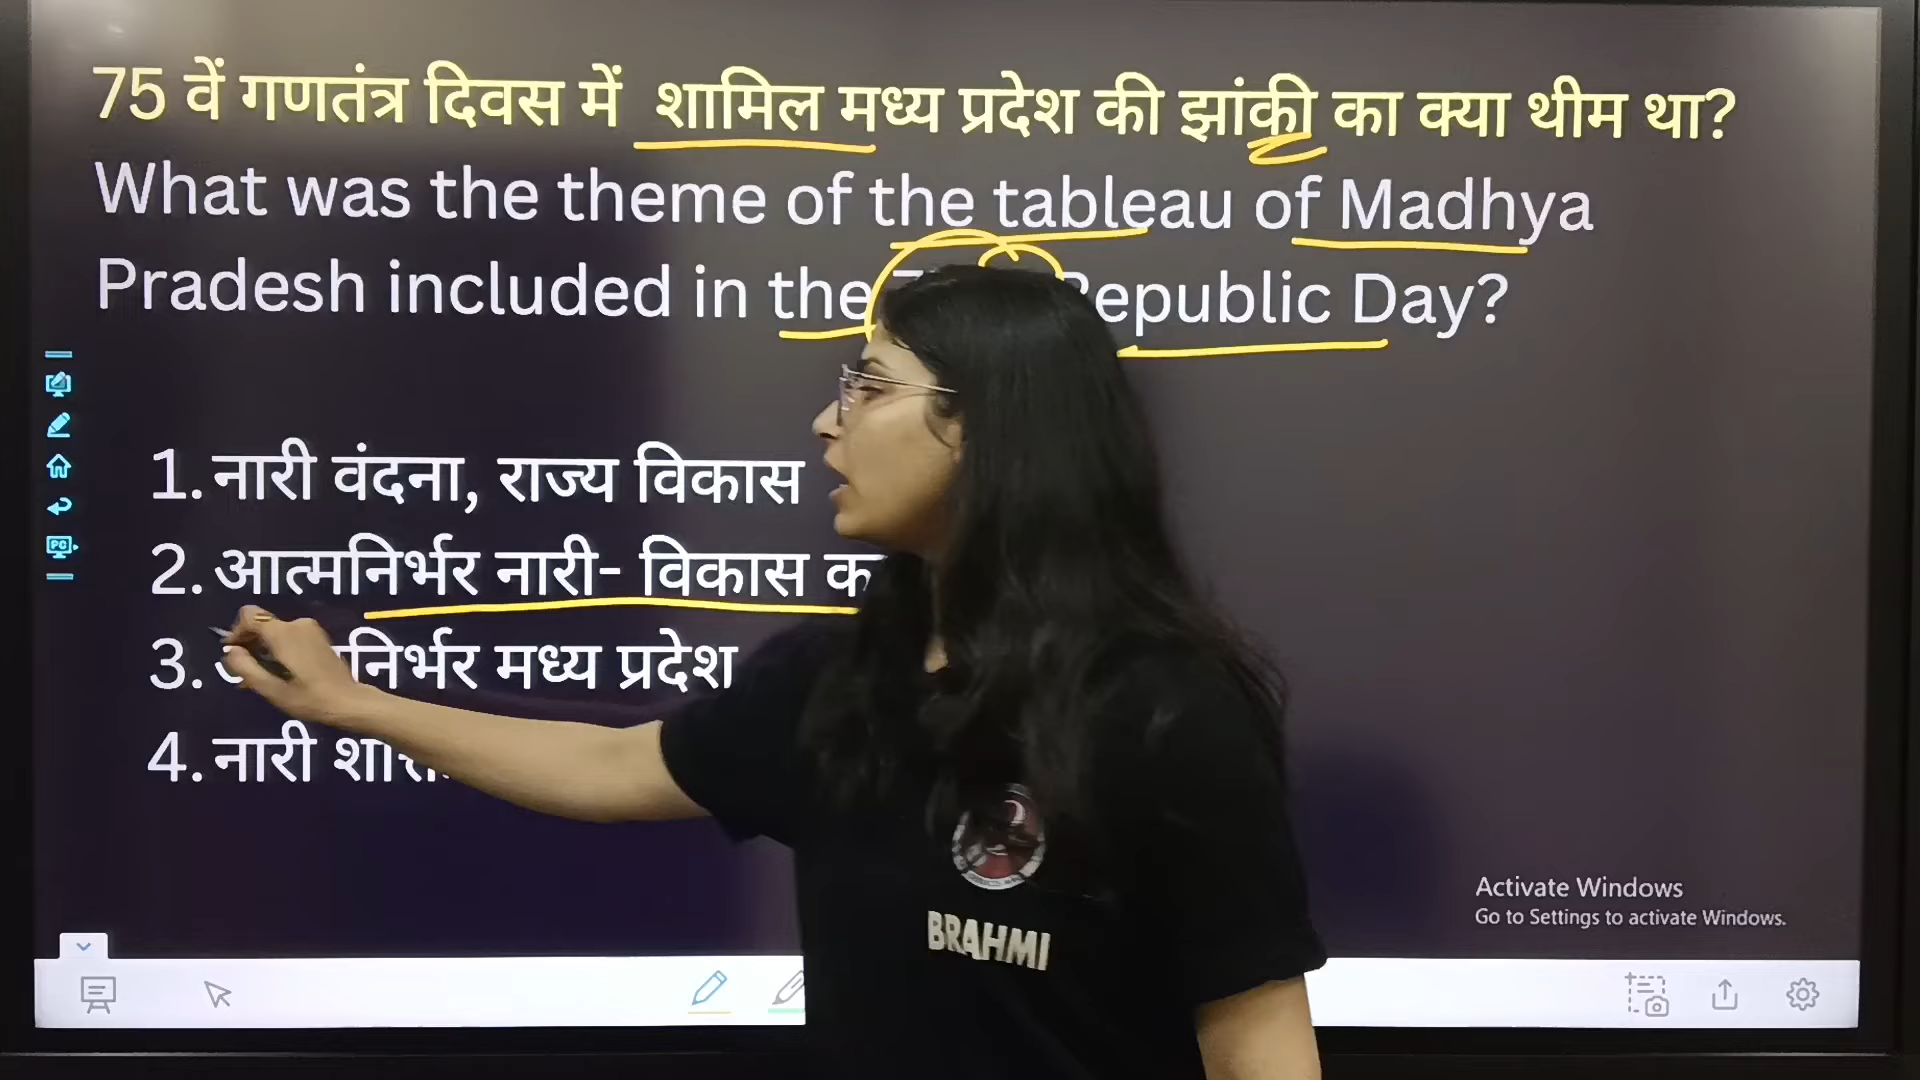 75 वें गणतंत्र दिवस में शामिल मध्य प्रदेश की झांकी का क्या थीम था?
What was the theme of the tableau of Madhya
Pradesh included in the Republic Day?
1. नारी वंदना, राज्य विकास
2. आत्मनिर्भर नारी- विकास
3. मध्य प्रदेश
4. नारी
BRAHMI
Activate Windows
Go to Settings to activate Windows.
PC